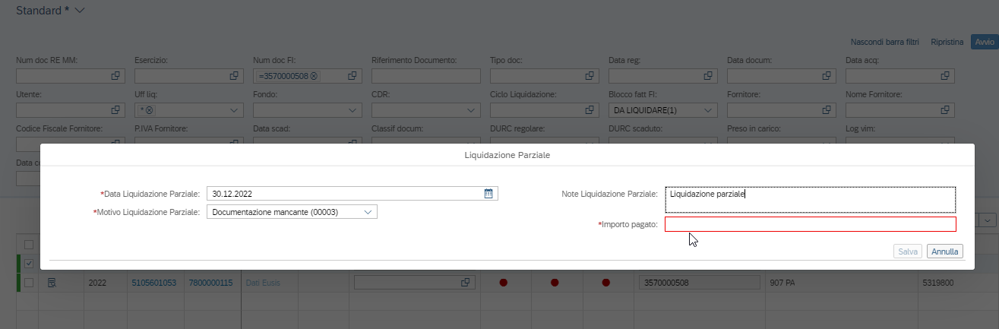 Standard *
Nascondi barra filtri Ripristina Avvio
Num doc RE MM: Esercizio: Num doc FI: Riferimento Documento: Tipo doc: Data reg: Data docum: Data acq:
=3570000508
Utente: Uff liq: Fondo: CDR: Ciclo Liquidazione: Blocco fatt FI: Fornitore: Nome Fornitore:
* DA LIQUIDARE(1)
Codice Fiscale Fornitore: P.IVA Fornitore: Data scad: Classif docum: DURC regolare: DURC scaduto: Preso in carico: Log vim:
Data
Liquidazione Parziale
*Data Liquidazione Parziale: 30.12.2022 Note Liquidazione Parziale: Liquidazione parziale
*Motivo Liquidazione Parziale: Documentazione mancante (00003)
*Importo pagato:
Salva Annulla
2022 5105601053 7800000115 Dati Eusis 3570000508 907 PA 5319800